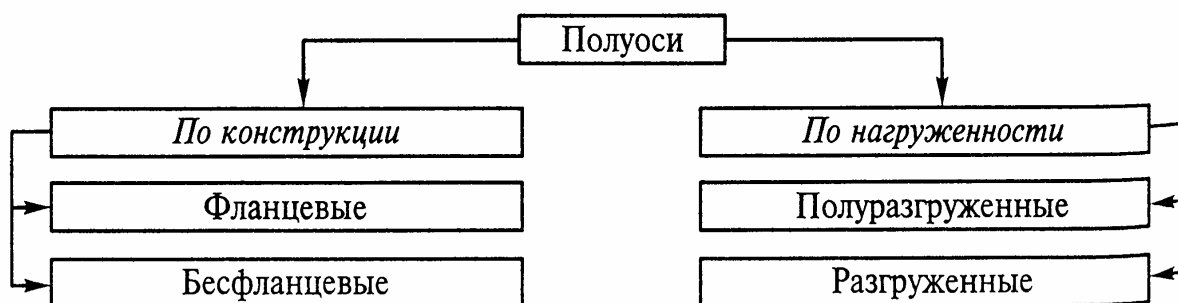 Полуоси
По конструкции
По нагруженности
Фланцевые
Полуразгруженные
Бесфланцевые
Разгруженные